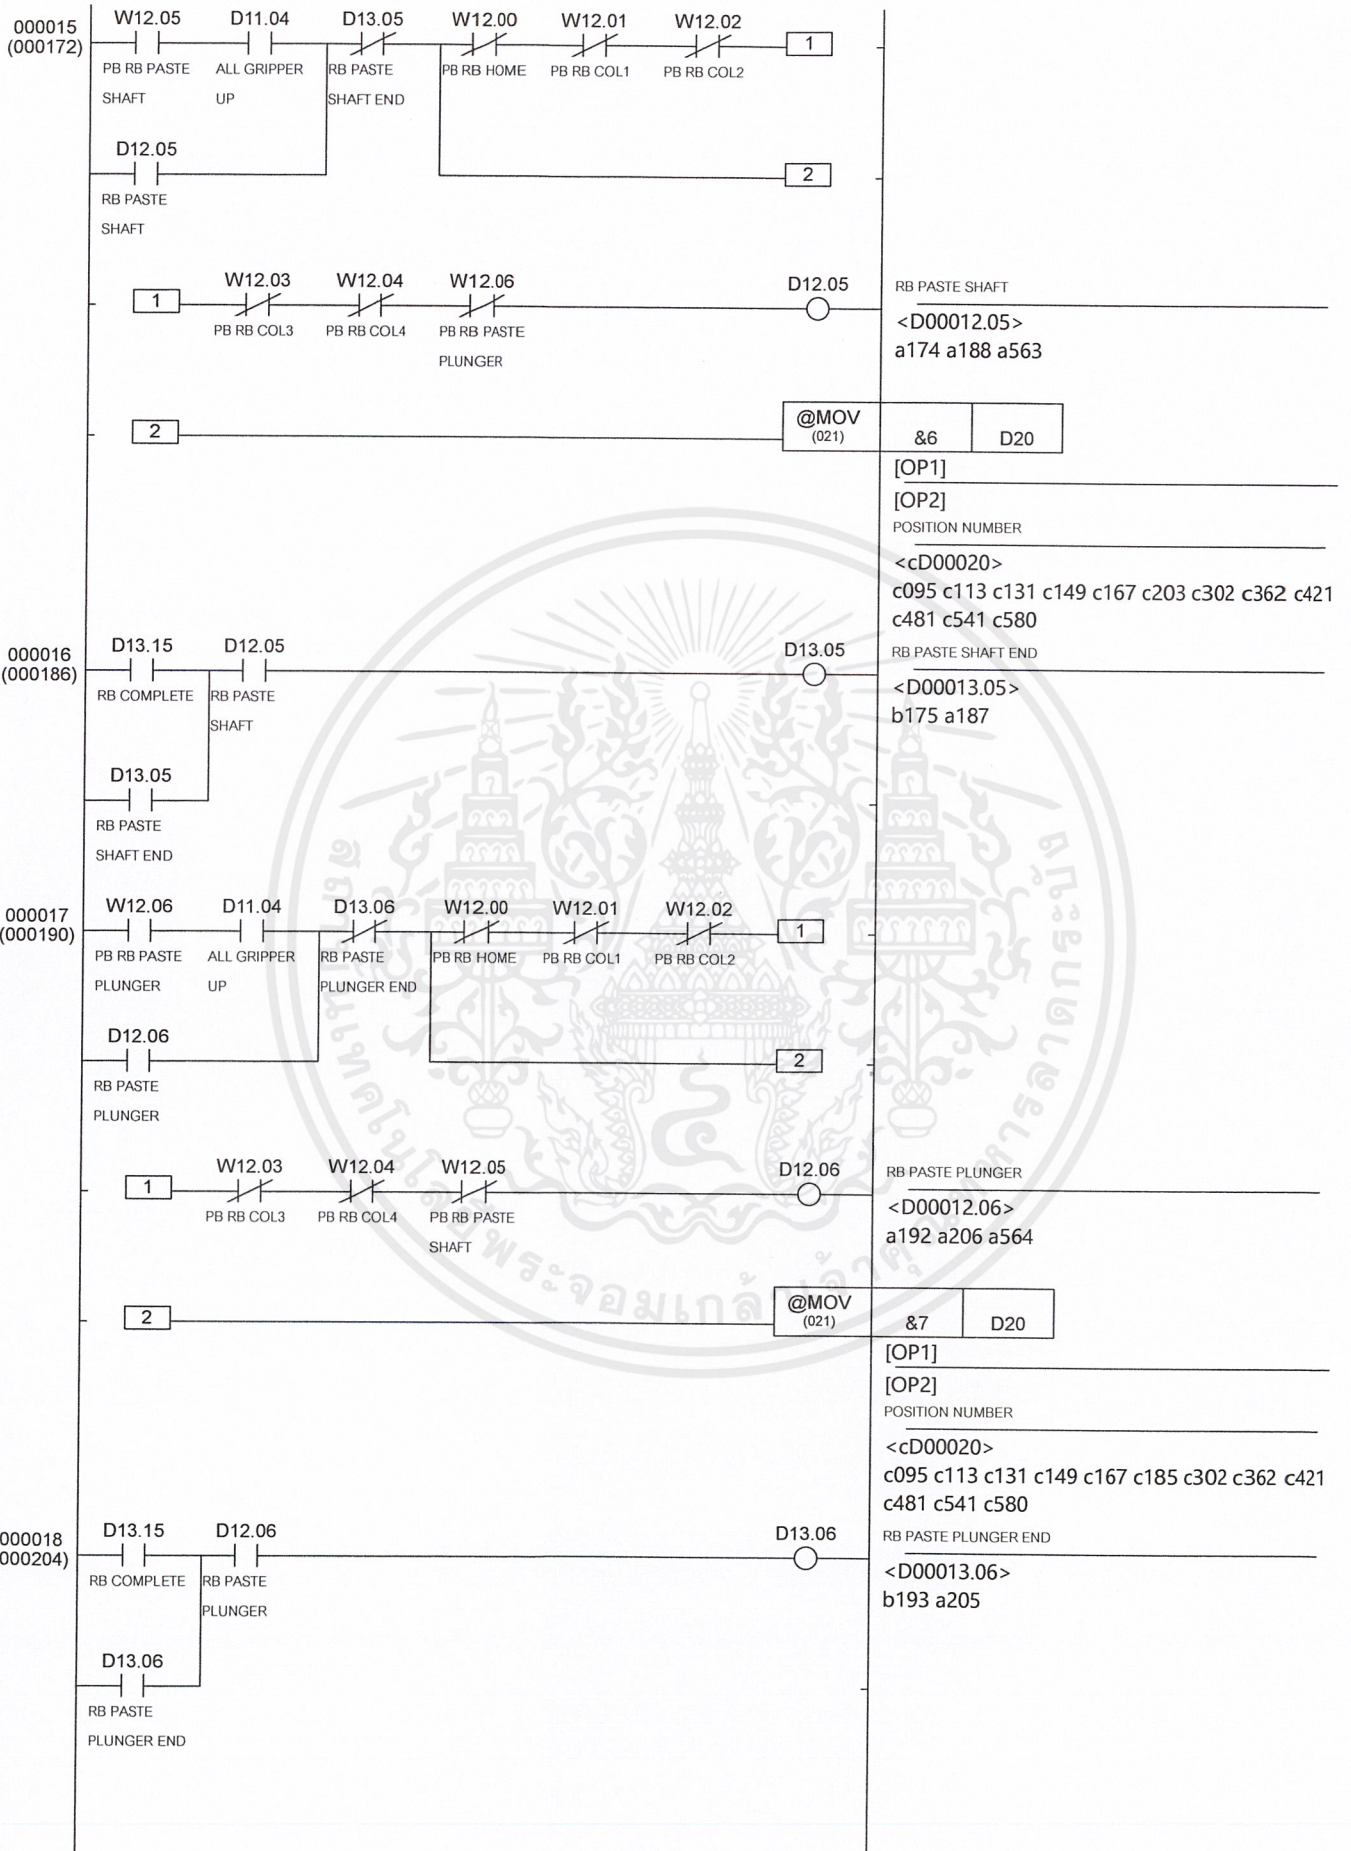 000015
(000172)
W12.05 D11.04 D13.05 W12.00 W12.01 W12.02
1
PB RB PASTE ALL GRIPPER RB PASTE PB RB HOME PB RB COL1 PB RB COL2
SHAFT UP SHAFT END
D12.05
2
RB PASTE
SHAFT
W12.03 W12.04 W12.06 D12.05
1
PB RB COL3 PB RB COL4 PB RB PASTE
PLUNGER
RB PASTE SHAFT
<D00012.05>
a174 a188 a563
2
@MOV
(021) &6 D20
[OP1]
[OP2]
POSITION NUMBER
<cD00020>
c095 c113 c131 c149 c167 c203 c302 c362 c421
c481 c541 c580
000016
(000186)
D13.15 D12.05 D13.05
RB COMPLETE RB PASTE
SHAFT
RB PASTE SHAFT END
<D00013.05>
b175 a187
D13.05
RB PASTE
SHAFT END
000017
(000190)
W12.06 D11.04 D13.06 W12.00 W12.01 W12.02
1
PB RB PASTE ALL GRIPPER RB PASTE PB RB HOME PB RB COL1 PB RB COL2
PLUNGER UP PLUNGER END
D12.06
2
RB PASTE
PLUNGER
W12.03 W12.04 W12.05 D12.06
1
PB RB COL3 PB RB COL4 PB RB PASTE
SHAFT
RB PASTE PLUNGER
<D00012.06>
a192 a206 a564
2
@MOV
(021) &7 D20
[OP1]
[OP2]
POSITION NUMBER
<cD00020>
c095 c113 c131 c149 c167 c185 c302 c362 c421
c481 c541 c580
000018
000204)
D13.15 D12.06 D13.06
RB COMPLETE RB PASTE
PLUNGER
RB PASTE PLUNGER END
<D00013.06>
b193 a205
D13.06
RB PASTE
PLUNGER END